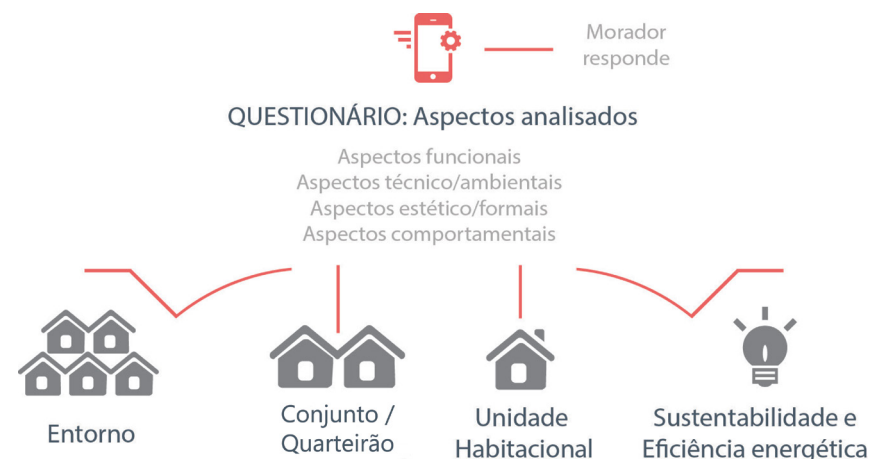 Morador
responde
QUESTIONÁRIO: Aspectos analisados
Aspectos funcionais
Aspectos técnico/ambientais
Aspectos estético/formais
Aspectos comportamentais
Entorno
Conjunto /
Quarteirão
Unidade
Habitacional
Sustentabilidade e
Eficiência energética